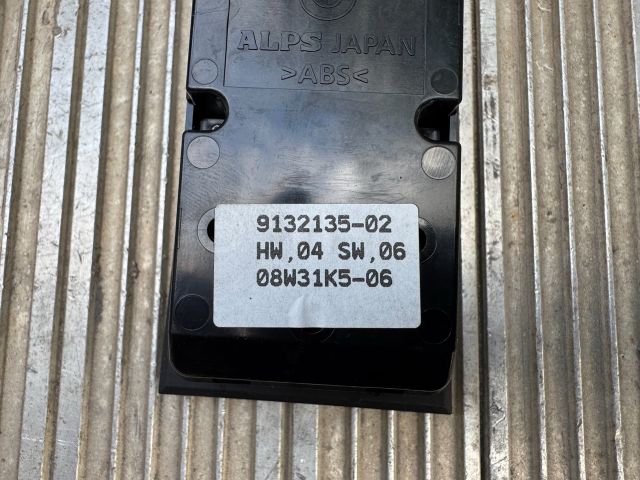 ALPS JAPAN
>ABS<
9132135-02
HW,04 SW,06
08W31K5-06